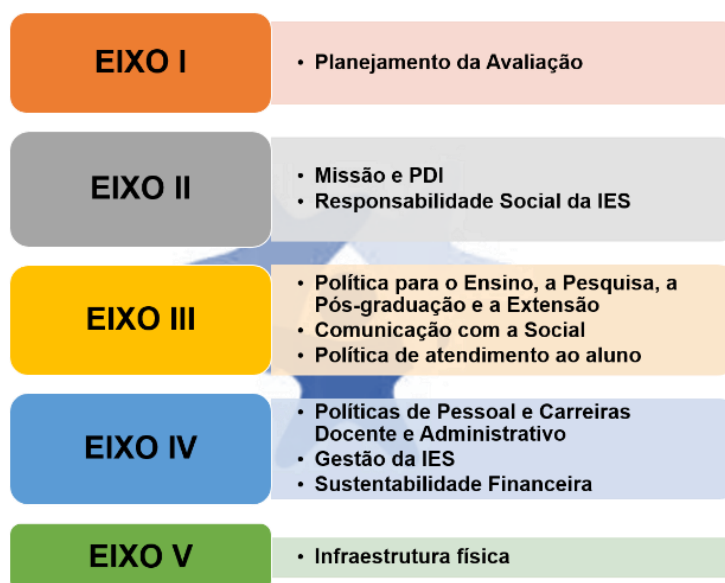 EIXO I
• Planejamento da Avaliação
EIXO II
• Missão e PDI
• Responsabilidade Social da IES
EIXO III
• Política para o Ensino, a Pesquisa, a
Pós-graduação e a Extensão
• Comunicação com a Social
• Política de atendimento ao aluno
EIXO IV
• Políticas de Pessoal e Carreiras
Docente e Administrativo
• Gestão da IES
• Sustentabilidade Financeira
EIXO V
• Infraestrutura física